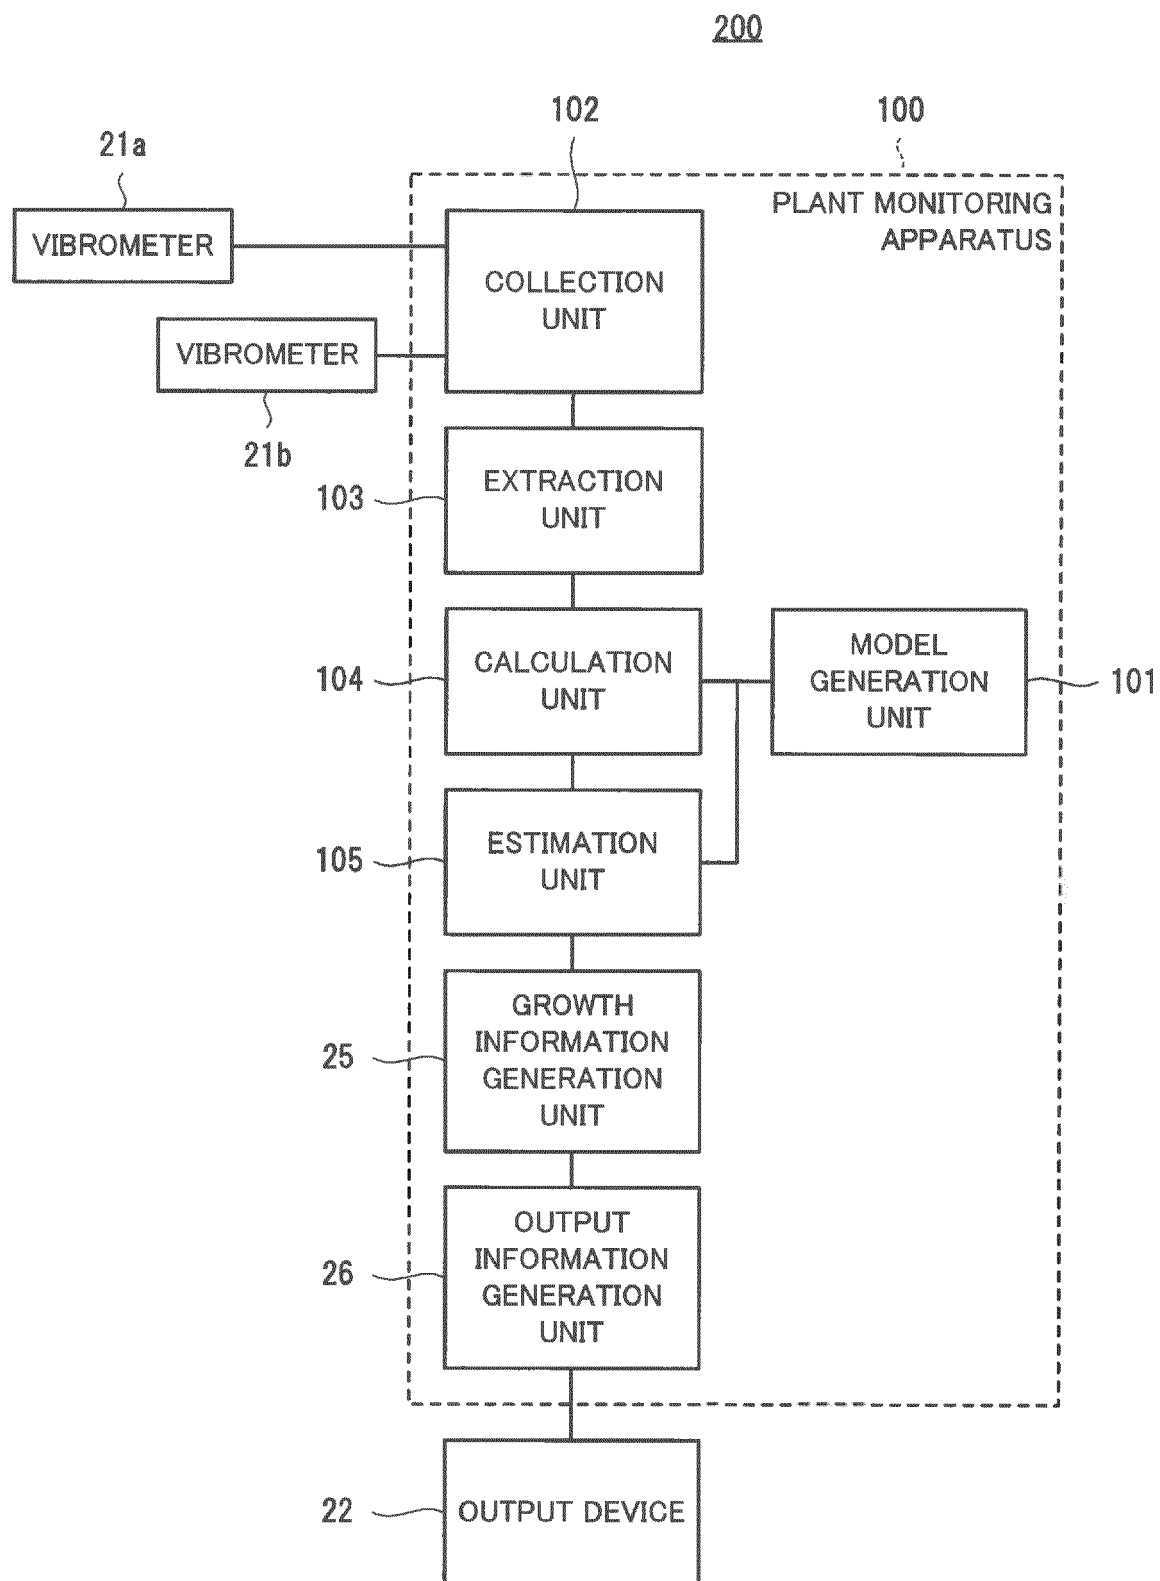 200
102
100
21a
PLANT MONITORING
APPARATUS
VIBROMETER
COLLECTION
UNIT
VIBROMETER
21b
103
EXTRACTION
UNIT
104
CALCULATION
UNIT
MODEL
GENERATION
UNIT
101
105
ESTIMATION
UNIT
25
GROWTH
INFORMATION
GENERATION
UNIT
26
OUTPUT
INFORMATION
GENERATION
UNIT
22
OUTPUT DEVICE